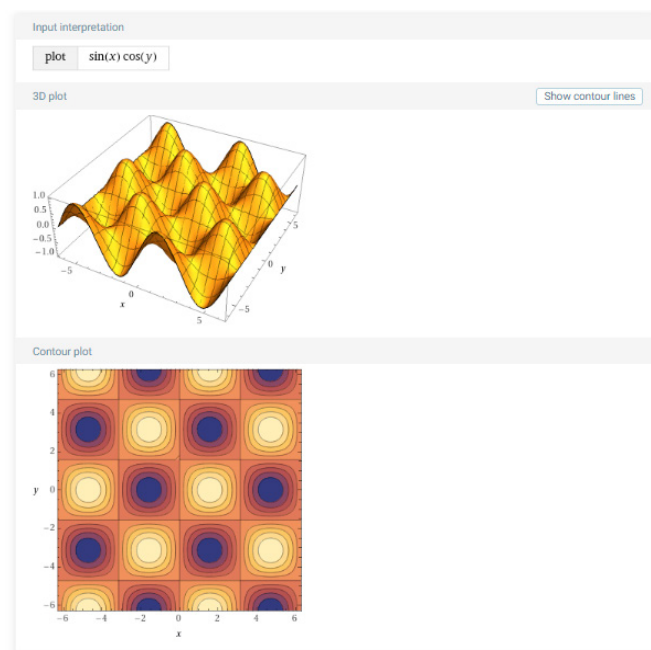 Input interpretation
plot sin(x) cos(y)
3D plot Show contour lines
1.0
0.5
0.0
−0.5
−1.0
−5
0
5
x
5
0
−5
y
Contour plot
6
4
2
y 0
−2
−4
−6
−6 −4 −2 0 2 4 6
x